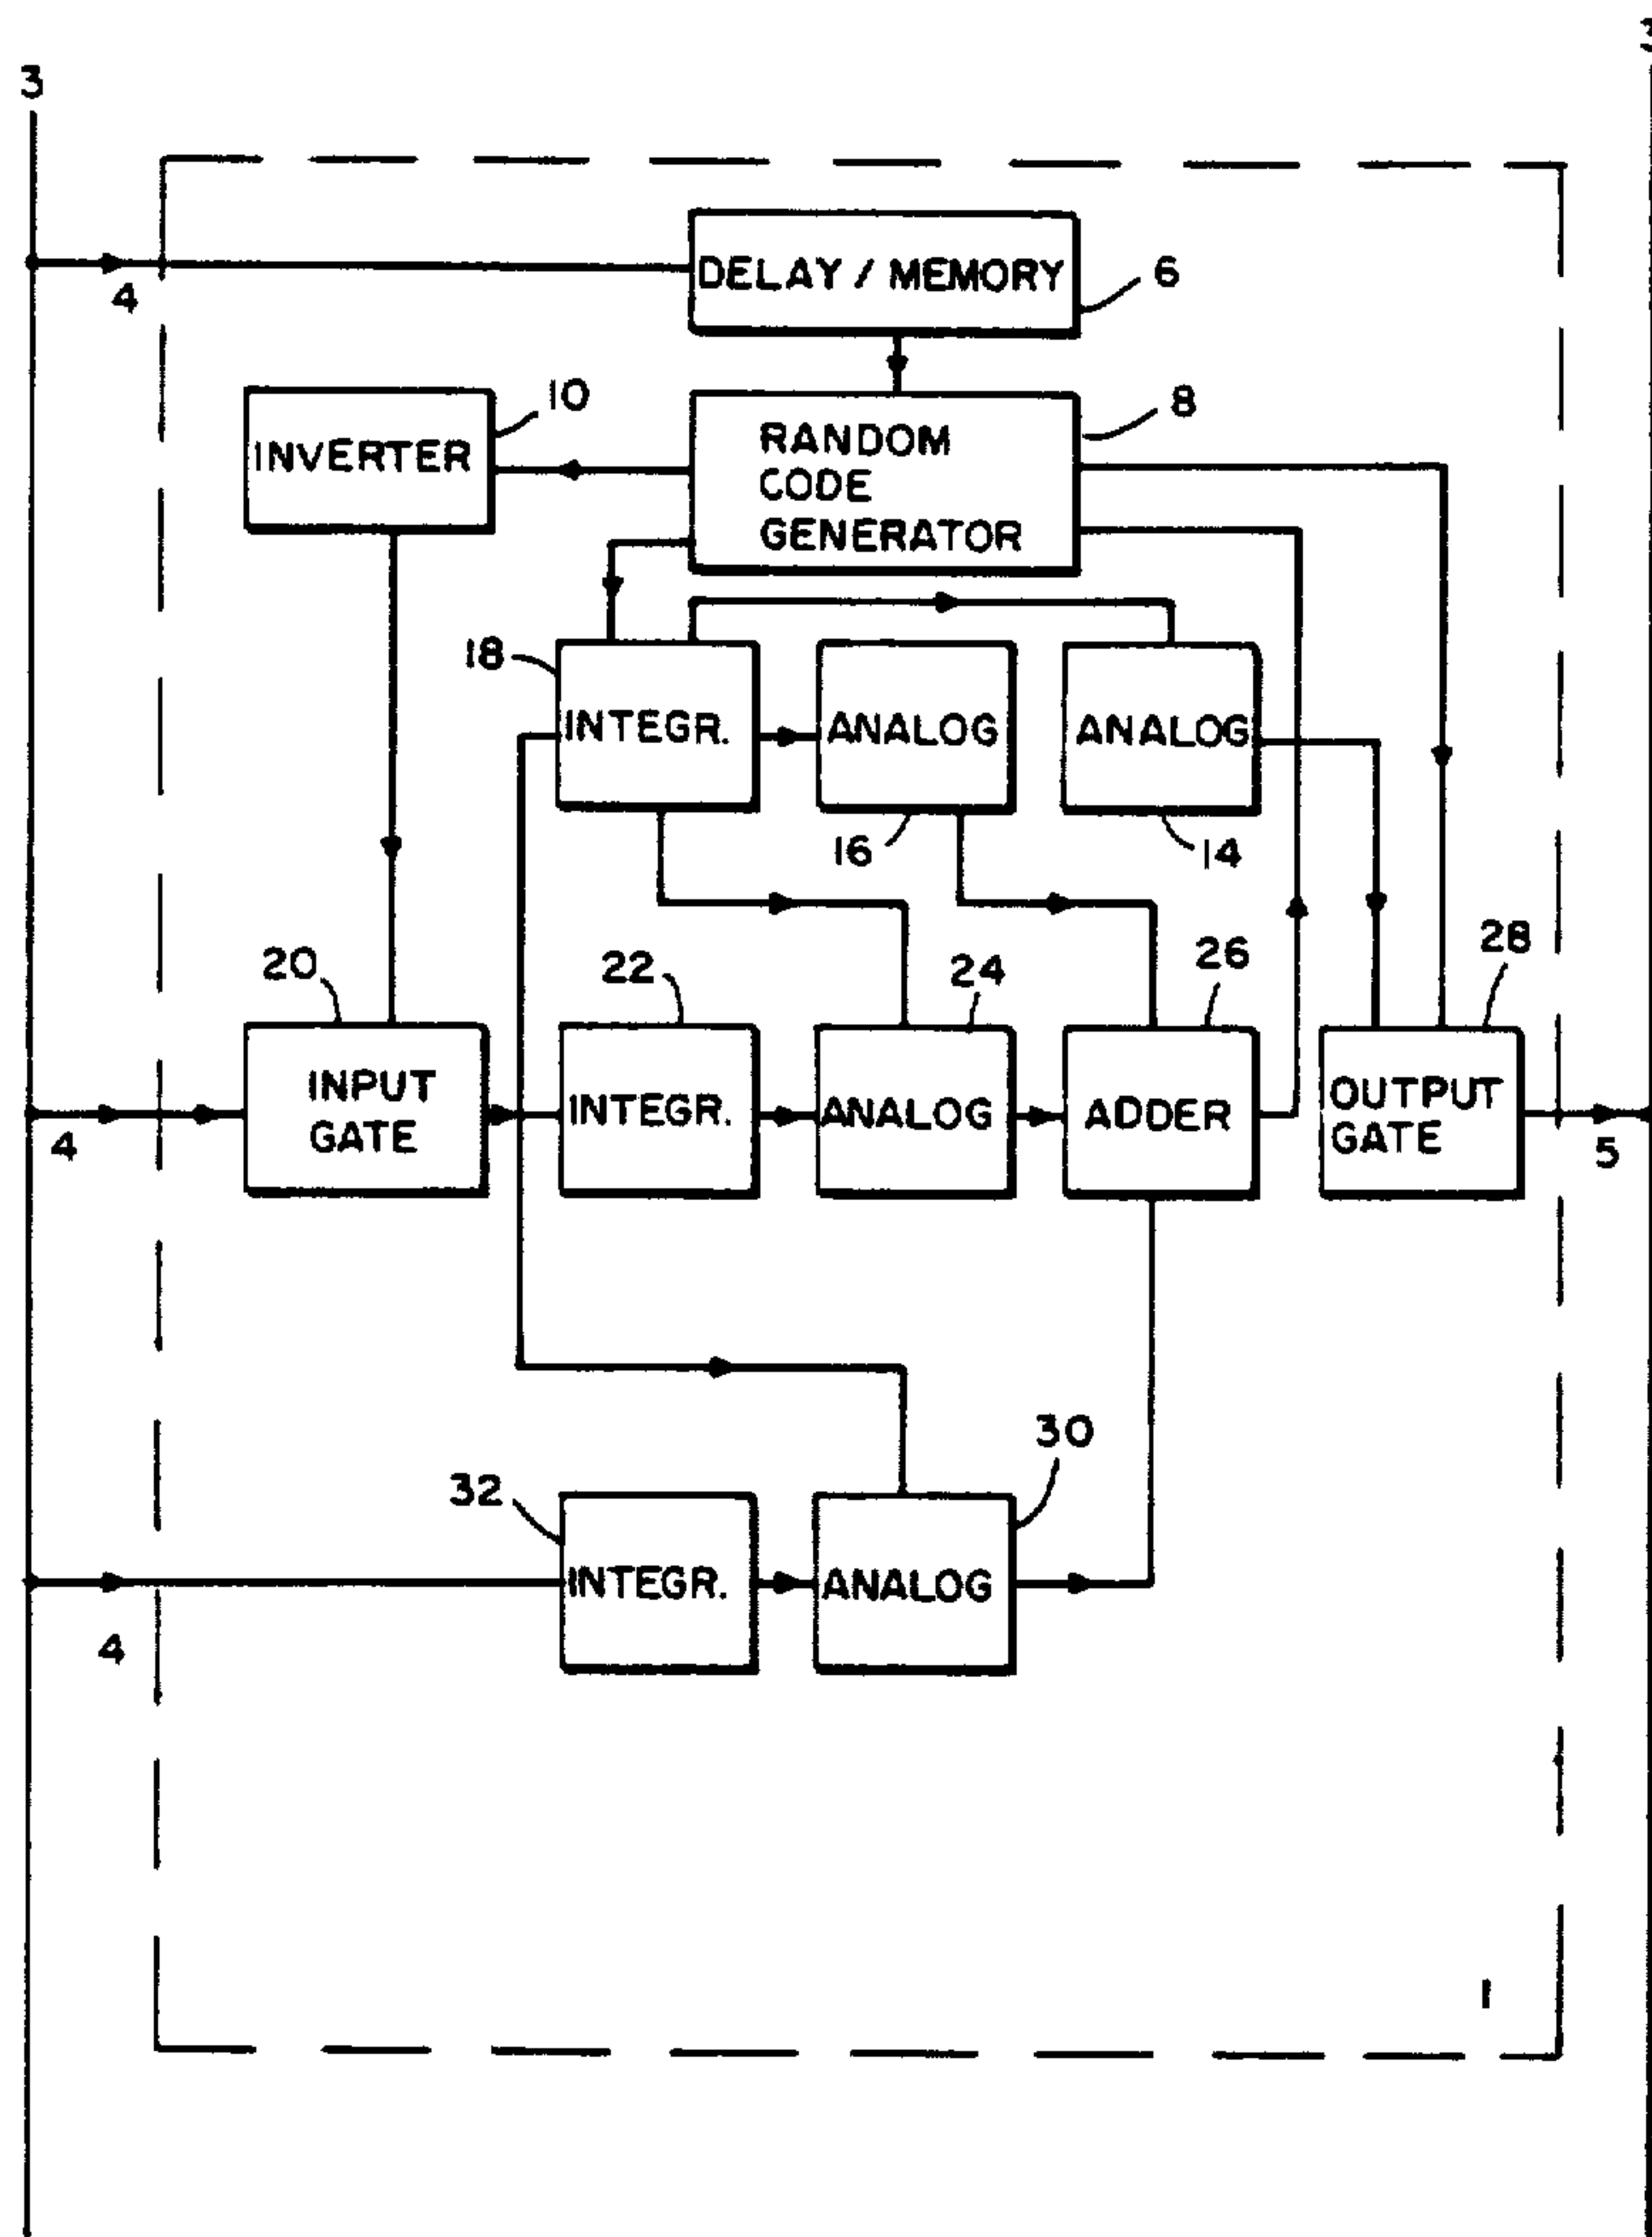 3
3
DELAY / MEMORY
6
4
10
8
INVERTER
RANDOM
CODE
GENERATOR
18
INTEGR.
ANALOG
ANALOG
16
14
20
22
24
26
28
INPUT
GATE
INTEGR.
ANALOG
ADDER
OUTPUT
GATE
4
5
30
32
INTEGR.
ANALOG
4
1